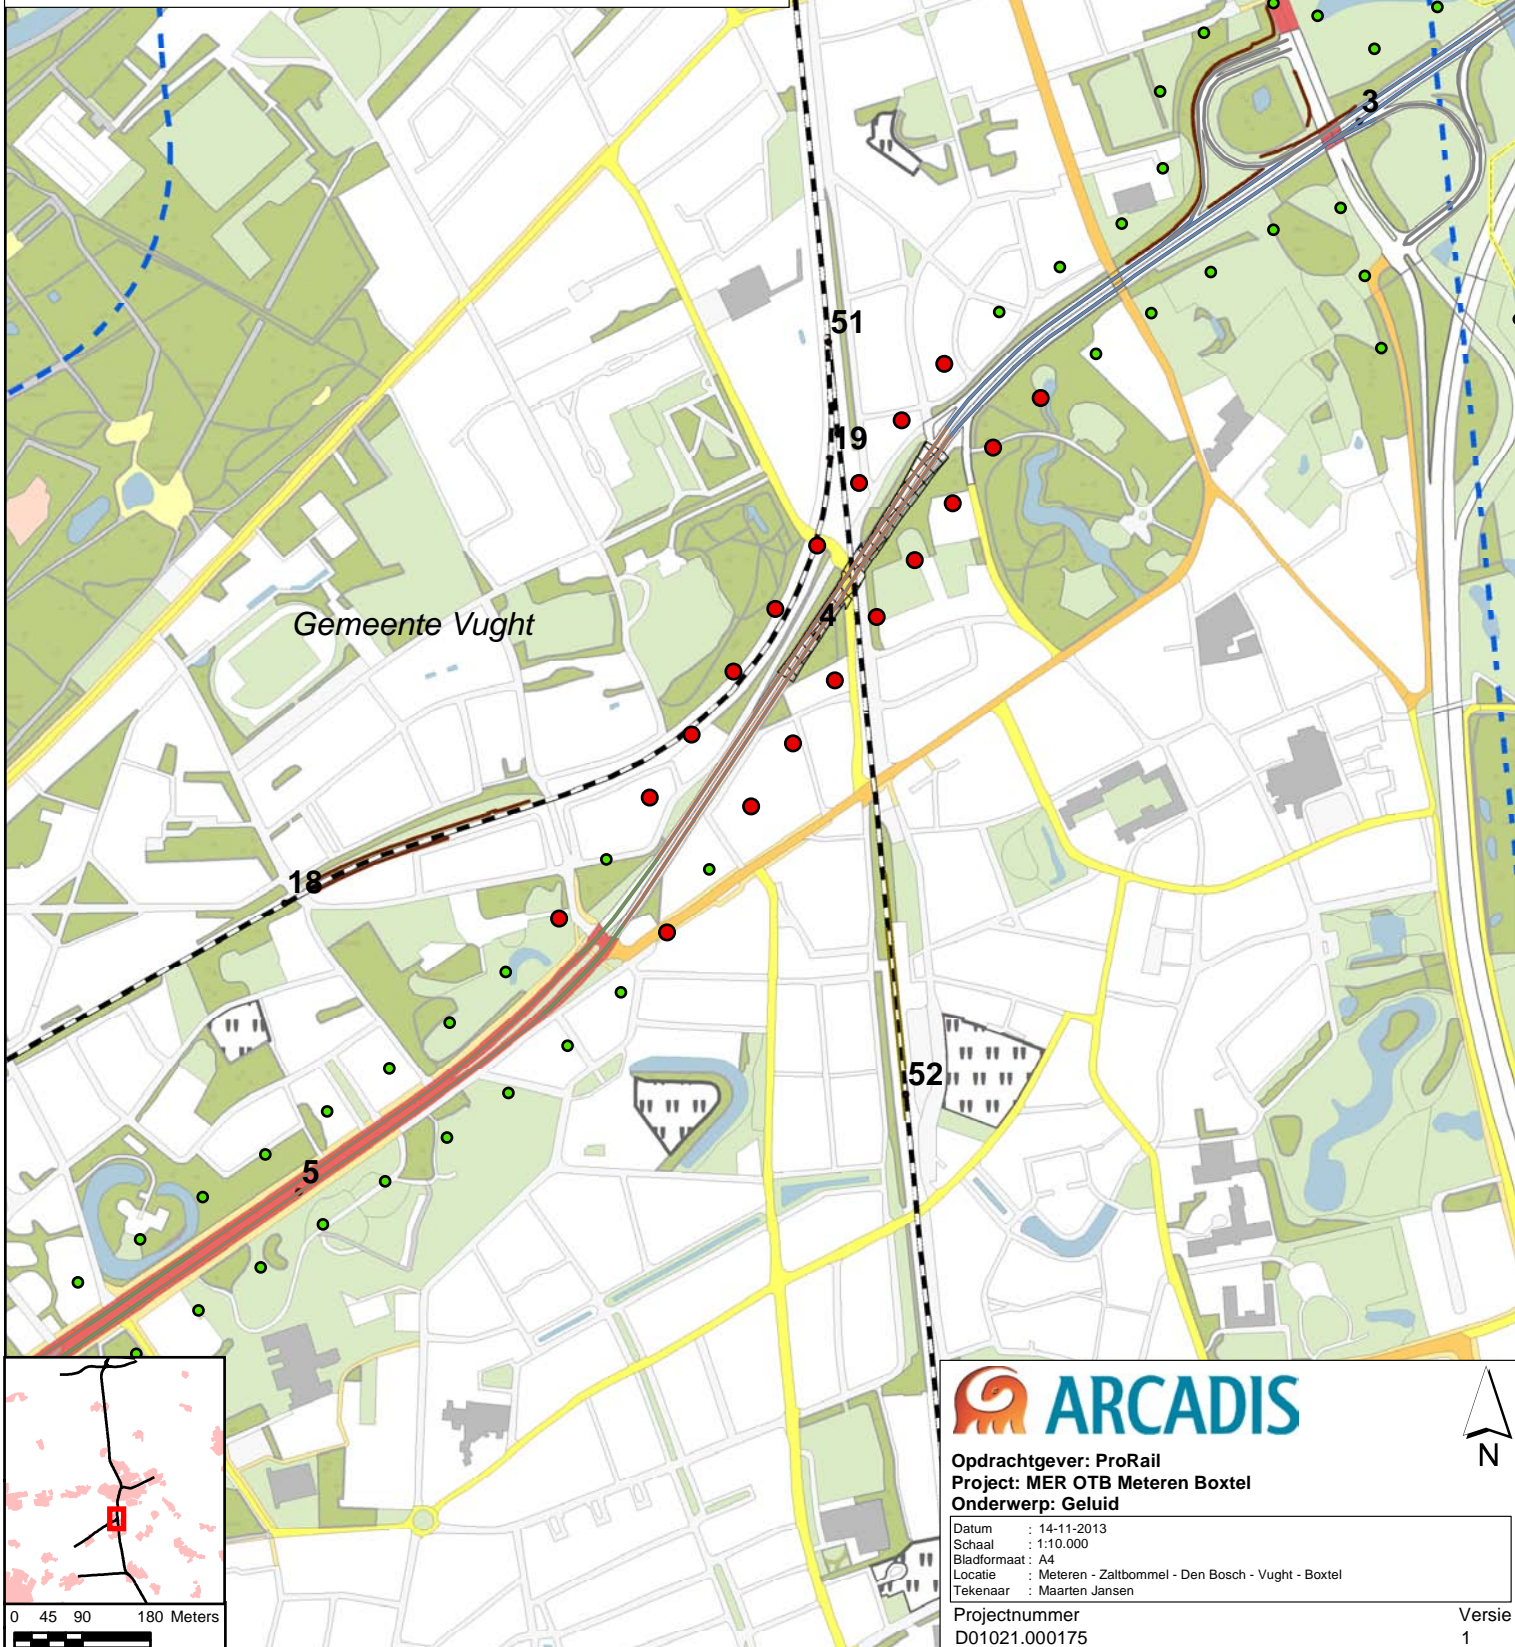 3
51
19
4
Gemeente Vught
18
52
5
ARCADIS
N
Opdrachtgever: ProRail
Project: MER OTB Meteren Boxtel
Onderwerp: Geluid
Datum : 14-11-2013
Schaal : 1:10.000
Bladformaat : A4
Locatie : Meteren - Zaltbommel - Den Bosch - Vught - Boxtel
Tekenaar : Maarten Jansen
Projectnummer Versie
D01021.000175 1
0 45 90 180 Meters